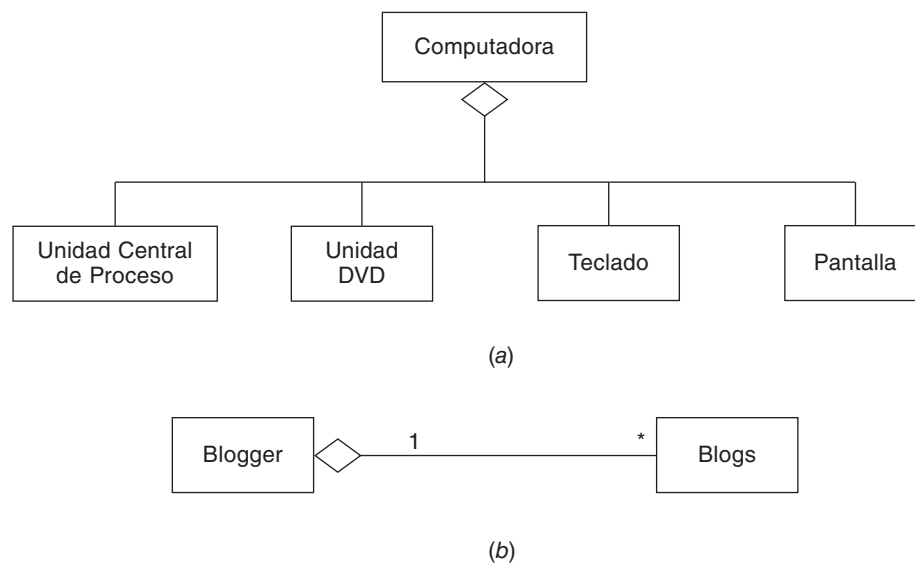 Computadora
Unidad Central
de Proceso
Unidad
DVD
Teclado
Pantalla
(a)
Blogger
1
*
Blogs
(b)